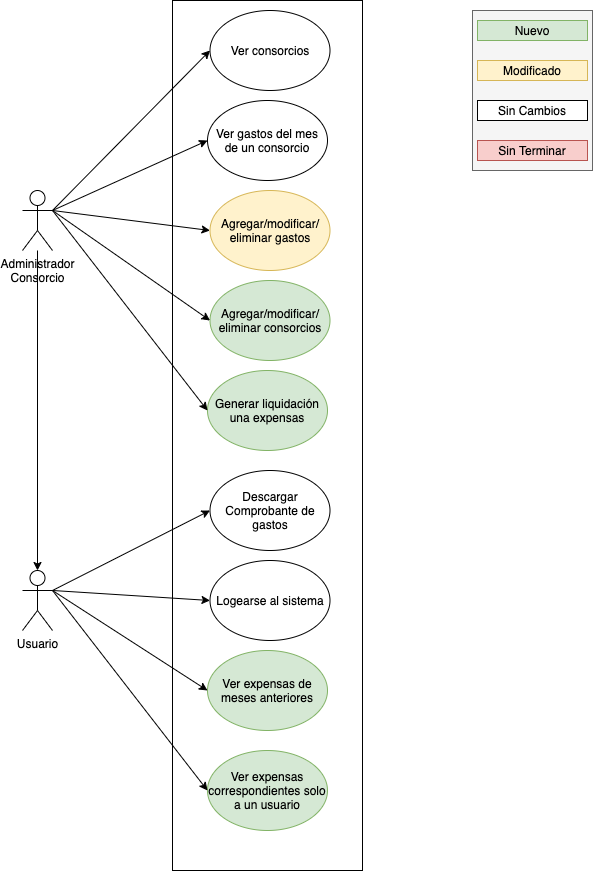 Ver consorcios
Ver gastos del mes
de un consorcio
Agregar/modificar/
eliminar gastos
Agregar/modificar/
eliminar consorcios
Generar liquidación
una expensas
Administrador
Consorcio
Descargar
Comprobante de
gastos
Logearse al sistema
Ver expensas de
meses anteriores
Ver expensas
correspondientes solo
a un usuario
Usuario
Nuevo
Modificado
Sin Cambios
Sin Terminar